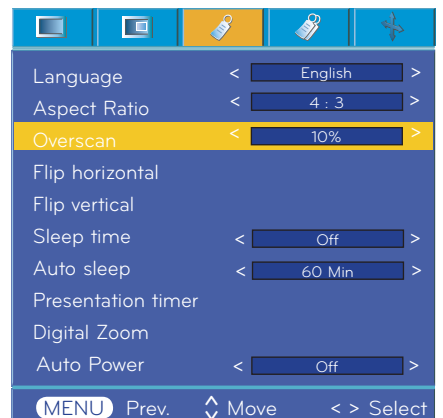 Language < English >
Aspect Ratio < 4 : 3 >
Overscan < 10% >
Flip horizontal
Flip vertical
Sleep time < Off >
Auto sleep < 60 Min >
Presentation timer
Digital Zoom
Auto Power < Off >
MENU Prev. Move < > Select